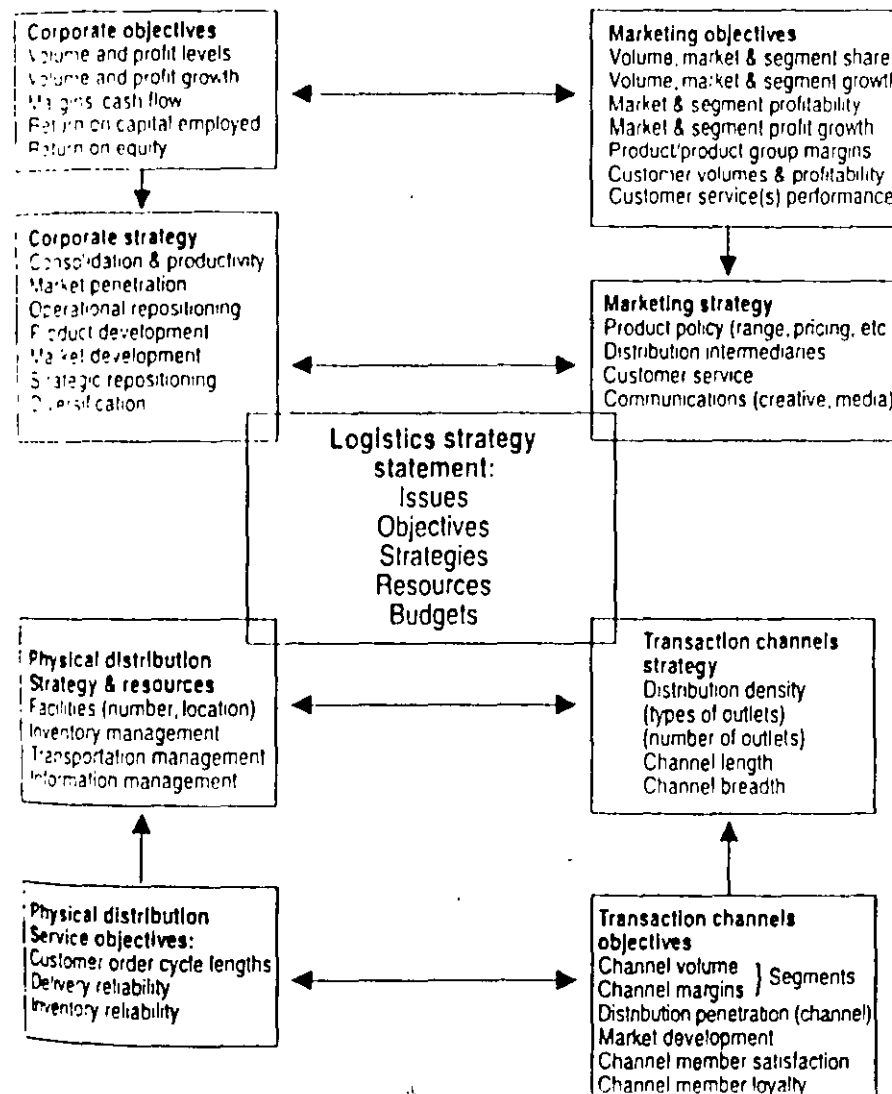 Corporate objectives
Volume and profit levels
Volume and profit growth
Margins cash flow
Return on capital employed
Return on equity
Marketing objectives
Volume, market & segment share
Volume, market & segment growth
Market & segment profitability
Market & segment profit growth
Product/product group margins
Customer volumes & profitability
Customer service(s) performance
Corporate strategy
Consolidation & productivity
Market penetration
Operational repositioning
Product development
Market development
Strategic repositioning
Diversification
Marketing strategy
Product policy (range, pricing, etc
Distribution intermediaries
Customer service
Communications (creative, media)
Logistics strategy
statement:
Issues
Objectives
Strategies
Resources
Budgets
Physical distribution
Strategy & resources
Facilities (number, location)
Inventory management
Transportation management
Information management
Transaction channels
strategy
Distribution density
(types of outlets)
(number of outlets)
Channel length
Channel breadth
Physical distribution
Service objectives:
Customer order cycle lengths
Delivery reliability
Inventory reliability
Transaction channels
objectives
Channel volume
Channel margins } Segments
Distribution penetration (channel)
Market development
Channel member satisfaction
Channel member loyalty